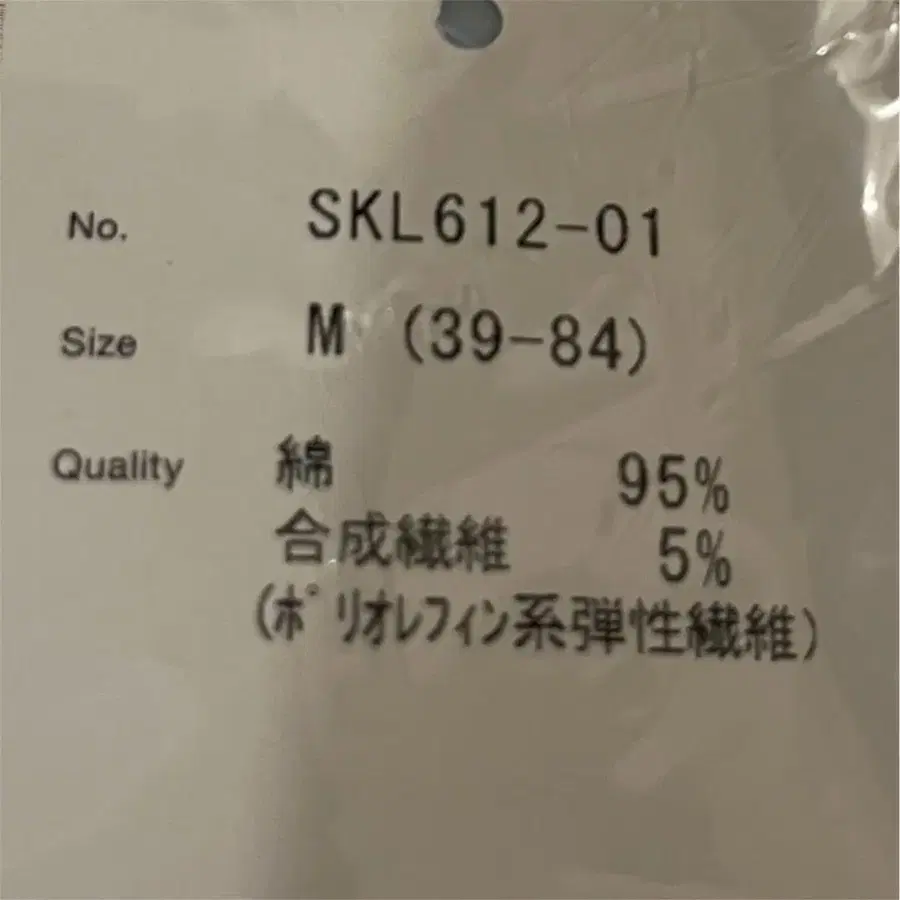 No. SKL612-01
Size M (39-84)
Quality 綿 95%
合成繊維 5%
(ポリオレフィン系弾性繊維)